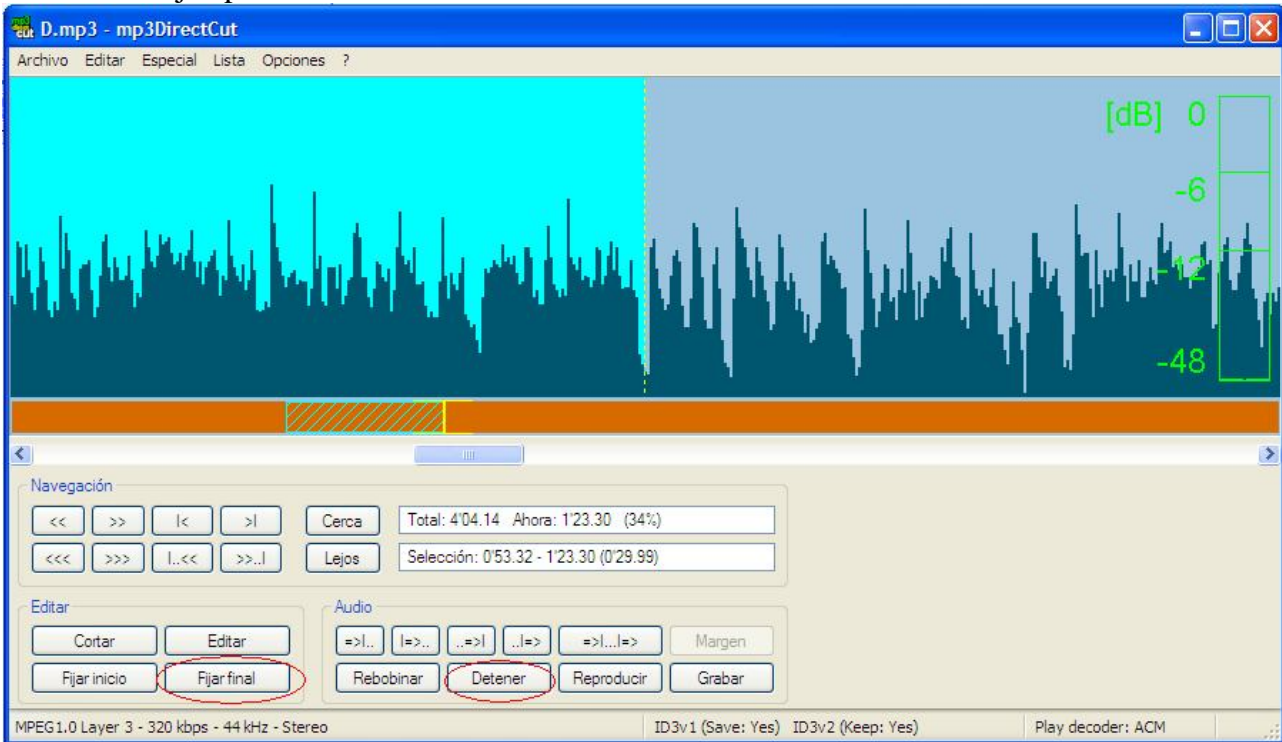 D.mp3 - mp3DirectCut
Archivo Editar Especial Lista Opciones ?
[dB] 0
-6
-12
-48
Navegación
<< >> |< >| Cerca Total: 4'04.14 Ahora: 1'23.30 (34%)
<<< >>> |..<< >>..| Lejos Selección: 0'53.32 - 1'23.30 (0'29.99)
Editar Audio
Cortar Editar =>|.. |=>.. ..=>| ..|=> =>|...|=> Margen
Fijar inicio Fijar final Rebobinar Detener Reproducir Grabar
MPEG1.0 Layer 3 - 320 kbps - 44 kHz - Stereo ID3v1 (Save: Yes) ID3v2 (Keep: Yes) Play decoder: ACM